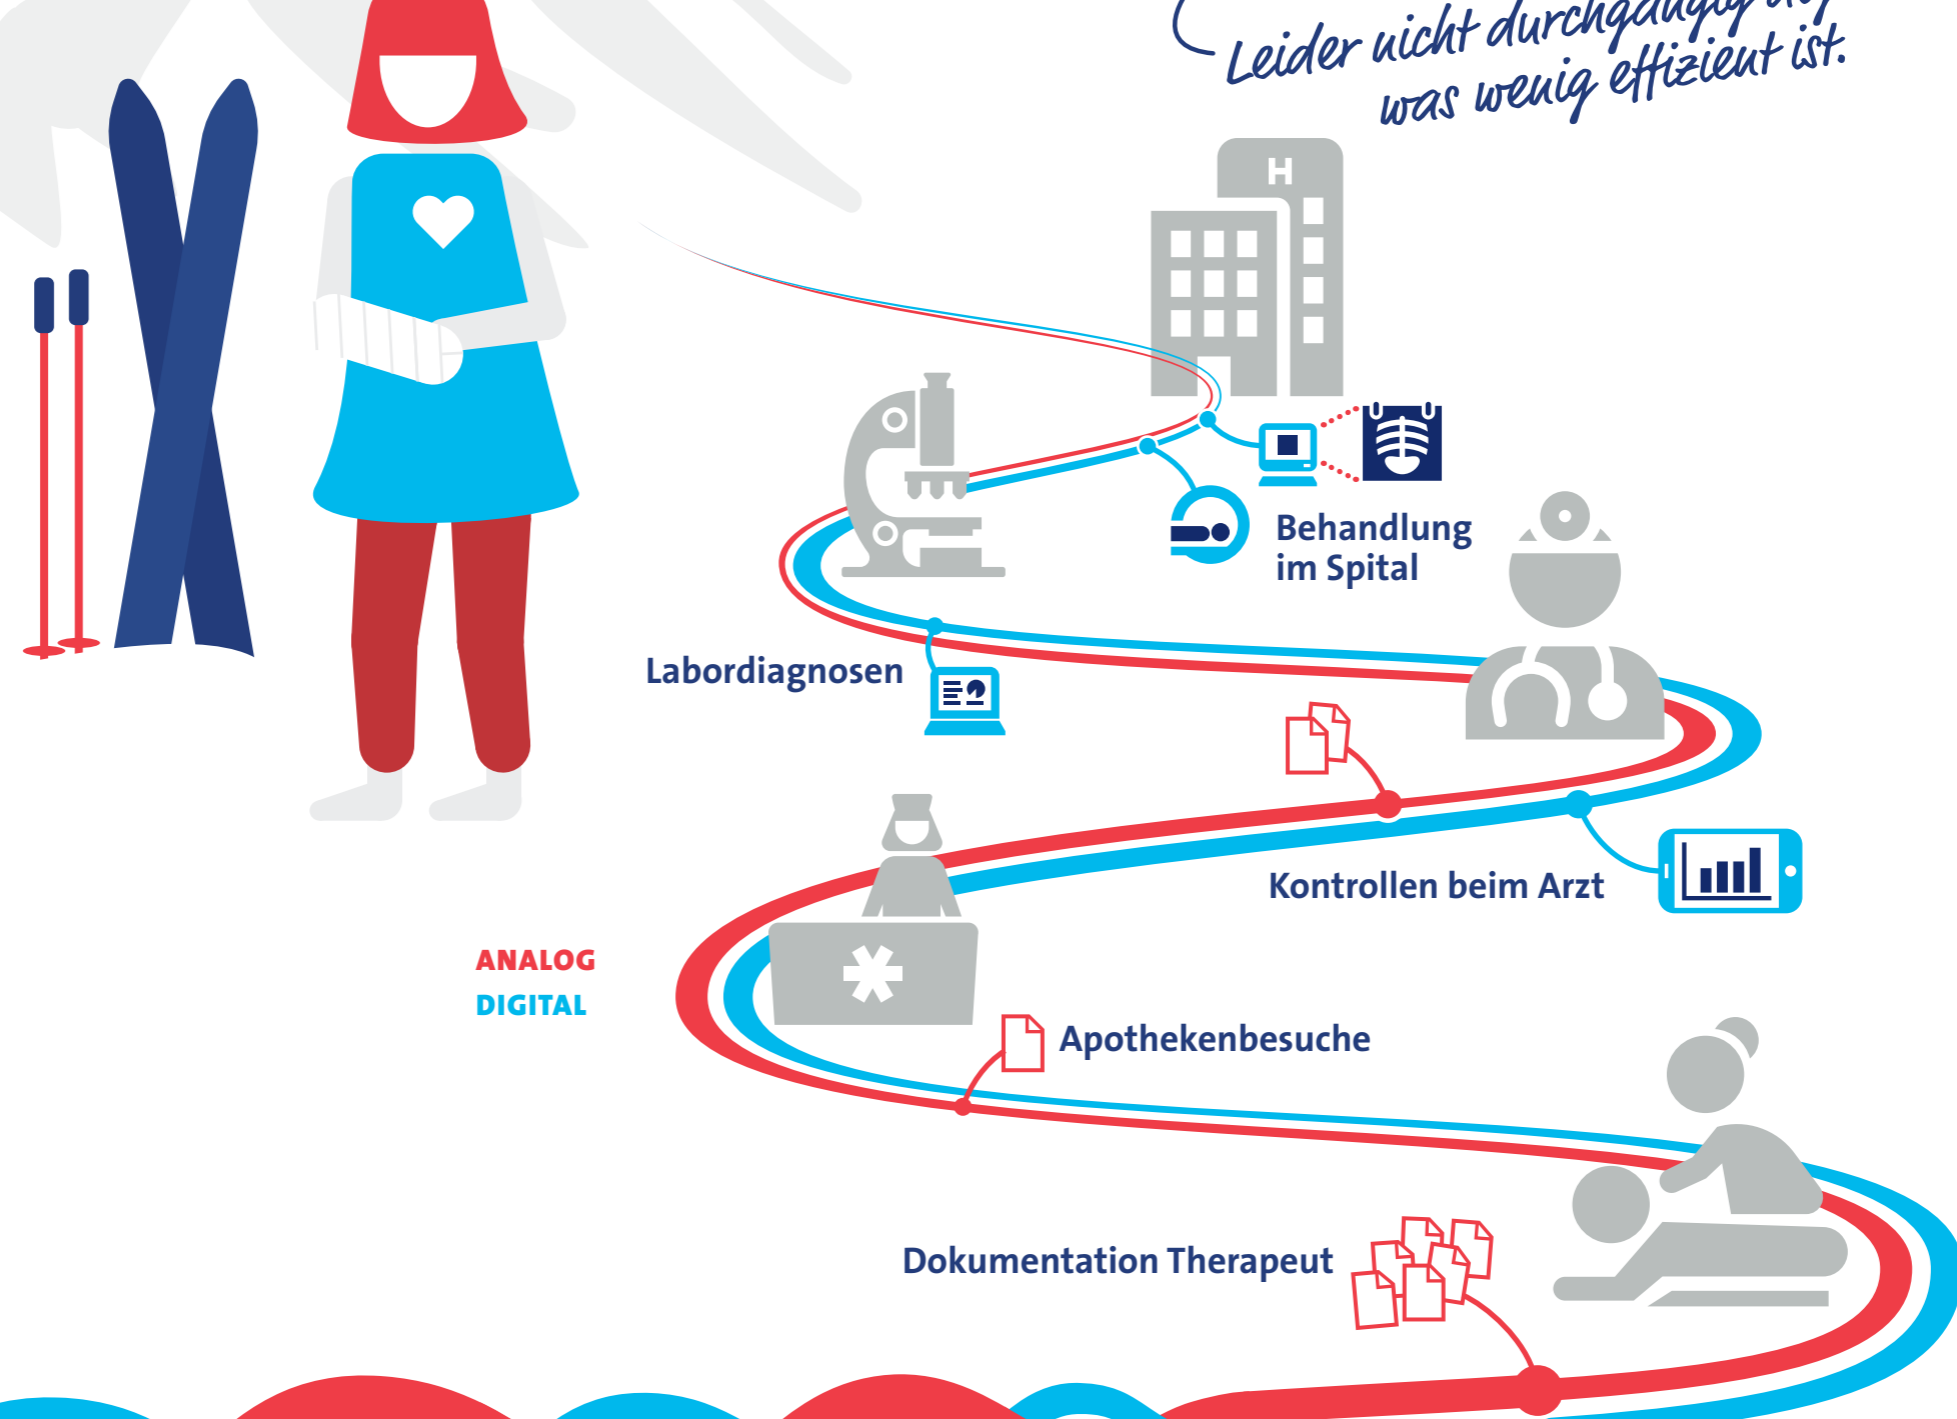 Leider nicht durchgängig
was wenig effizient ist.
H
Behandlung
im Spital
Labordiagnosen
Kontrollen beim Arzt
ANALOG
DIGITAL
Apothekenbesuche
Dokumentation Therapeut